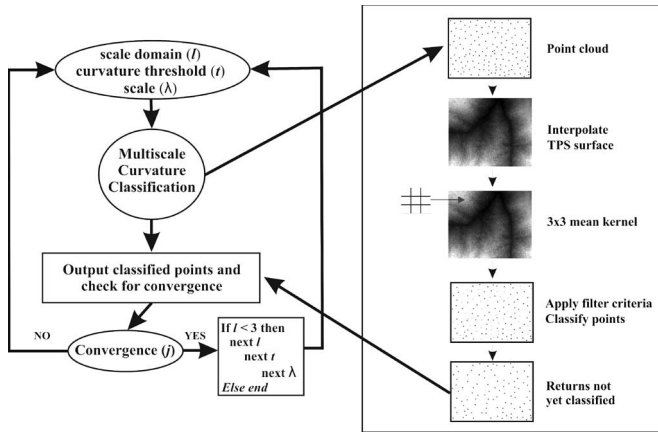 scale domain (l)
curvature threshold (t)
scale (λ)
Multiscale
Curvature
Classification
Output classified points and
check for convergence
NO
Convergence (j)
YES
If l < 3 then
next l
next t
next λ
Else end
Point cloud
Interpolate
TPS surface
3x3 mean kernel
Apply filter criteria
Classify points
Returns not
yet classified